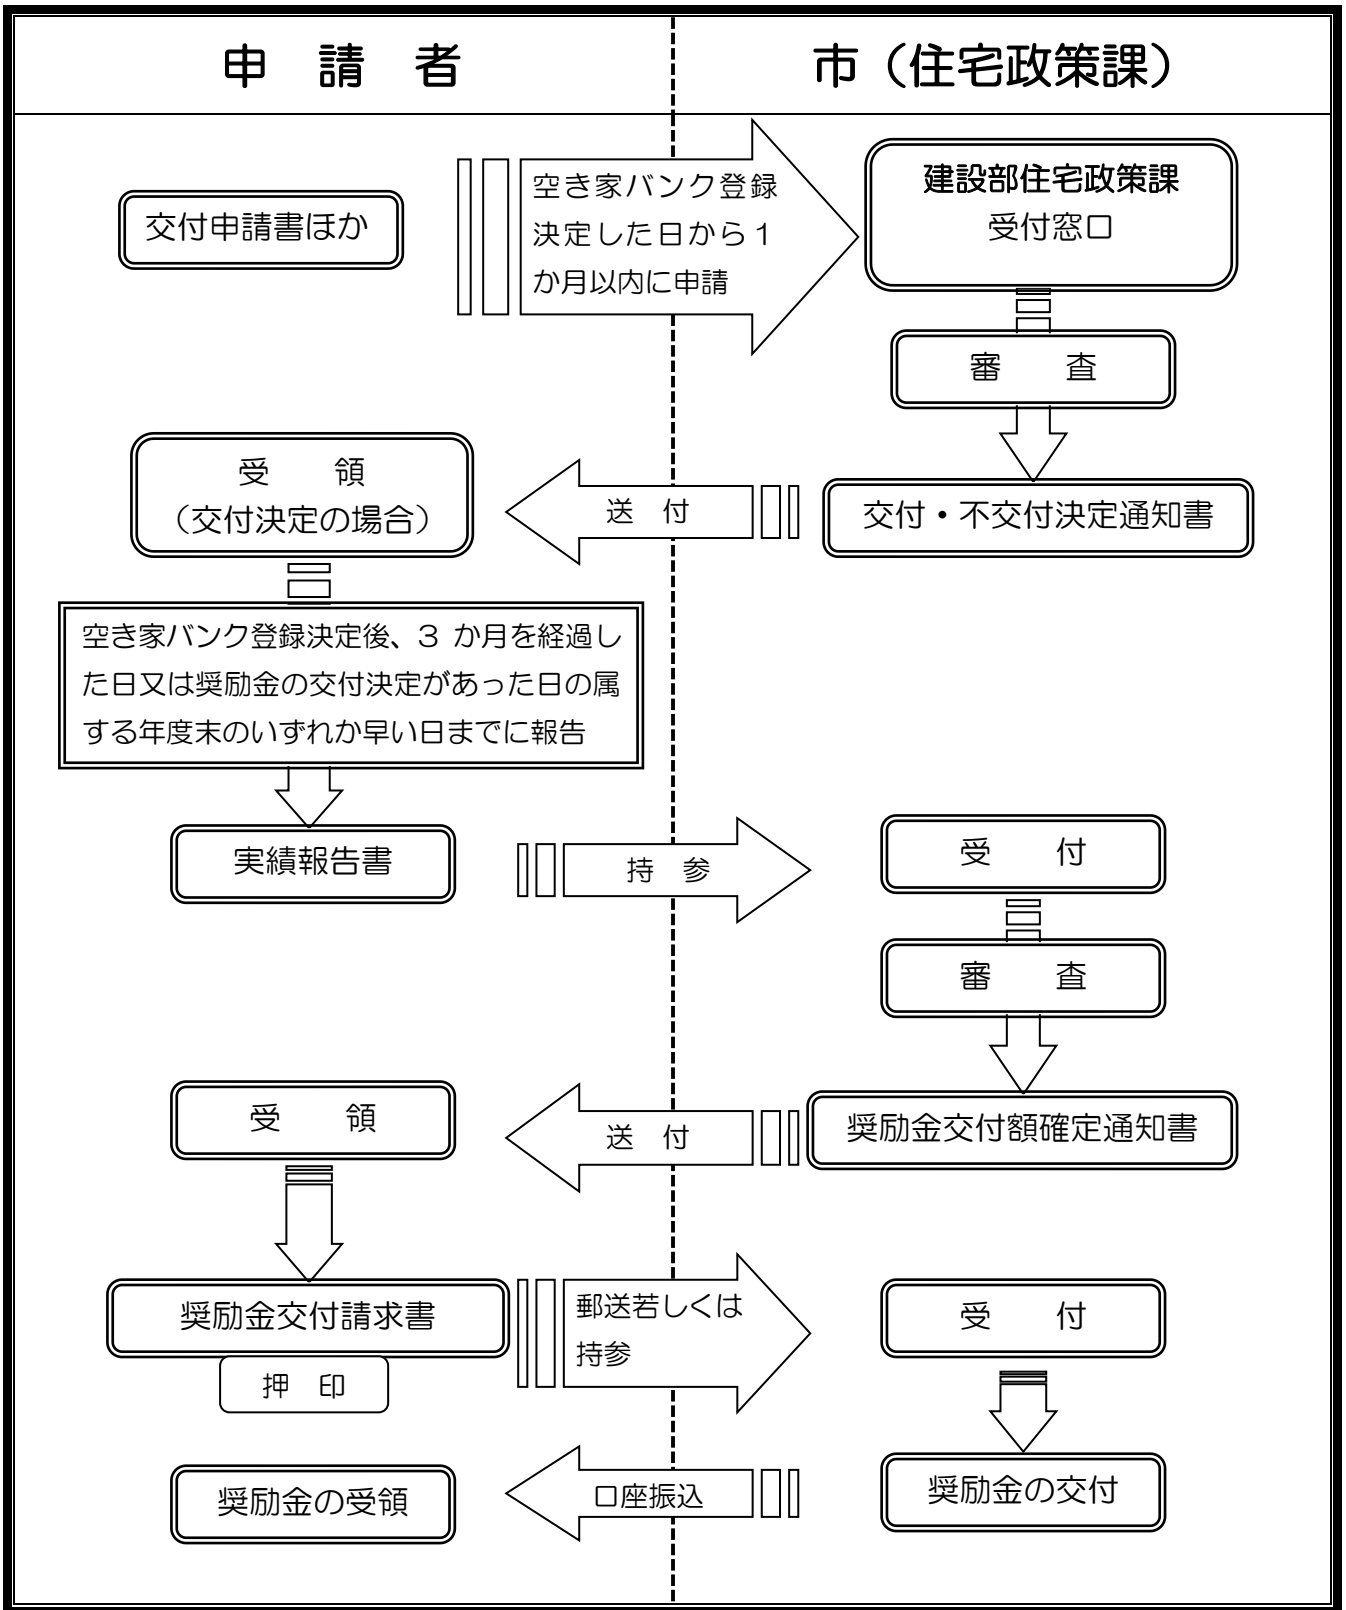 申　請　者
市（住宅政策課）
交付申請書ほか
空き家バンク登録
決定した日から１
か月以内に申請
建設部住宅政策課
受付窓口
審　　査
交付・不交付決定通知書
送　付
受　　領
（交付決定の場合）
空き家バンク登録決定後、３ か月を経過し
た日又は奨励金の交付決定があった日の属
する年度末のいずれか早い日までに報告
実績報告書
持　参
受　　付
審　　査
奨励金交付額確定通知書
送　付
受　　領
奨励金交付請求書
押　印
郵送若しくは
持参
受　　付
奨励金の交付
口座振込
奨励金の受領